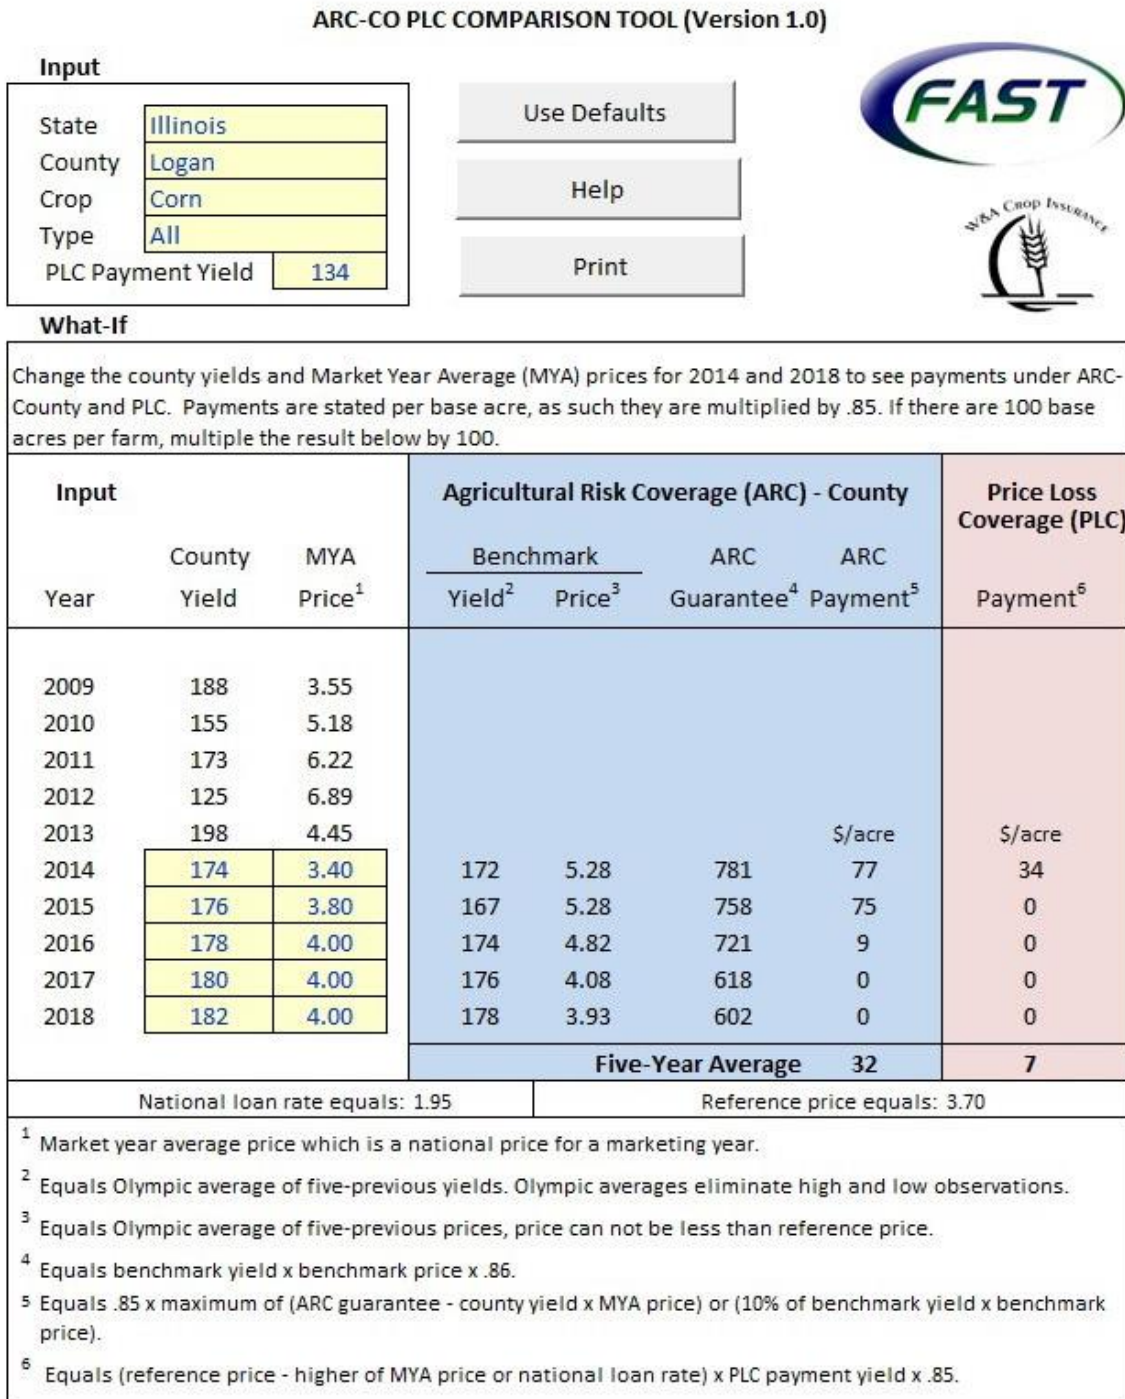 ARC-CO PLC COMPARISON TOOL (Version 1.0)
Input
State Illinois
County Logan
Crop Corn
Type All
PLC Payment Yield 134
Use Defaults
Help
Print
FAST
W&A Crop Insurance
What-If
Change the county yields and Market Year Average (MYA) prices for 2014 and 2018 to see payments under ARC-
County and PLC. Payments are stated per base acre, as such they are multiplied by .85. If there are 100 base
acres per farm, multiple the result below by 100.
Input Agricultural Risk Coverage (ARC) - County Price Loss
Coverage (PLC)
County MYA Benchmark ARC ARC
Year Yield Price¹ Yield² Price³ Guarantee⁴ Payment⁵ Payment⁶
2009 188 3.55
2010 155 5.18
2011 173 6.22
2012 125 6.89
2013 198 4.45 $/acre $/acre
2014 174 3.40 172 5.28 781 77 34
2015 176 3.80 167 5.28 758 75 0
2016 178 4.00 174 4.82 721 9 0
2017 180 4.00 176 4.08 618 0 0
2018 182 4.00 178 3.93 602 0 0
Five-Year Average 32 7
National loan rate equals: 1.95 Reference price equals: 3.70
¹ Market year average price which is a national price for a marketing year.
² Equals Olympic average of five-previous yields. Olympic averages eliminate high and low observations.
³ Equals Olympic average of five-previous prices, price can not be less than reference price.
⁴ Equals benchmark yield x benchmark price x .86.
⁵ Equals .85 x maximum of (ARC guarantee - county yield x MYA price) or (10% of benchmark yield x benchmark
price).
⁶ Equals (reference price - higher of MYA price or national loan rate) x PLC payment yield x .85.